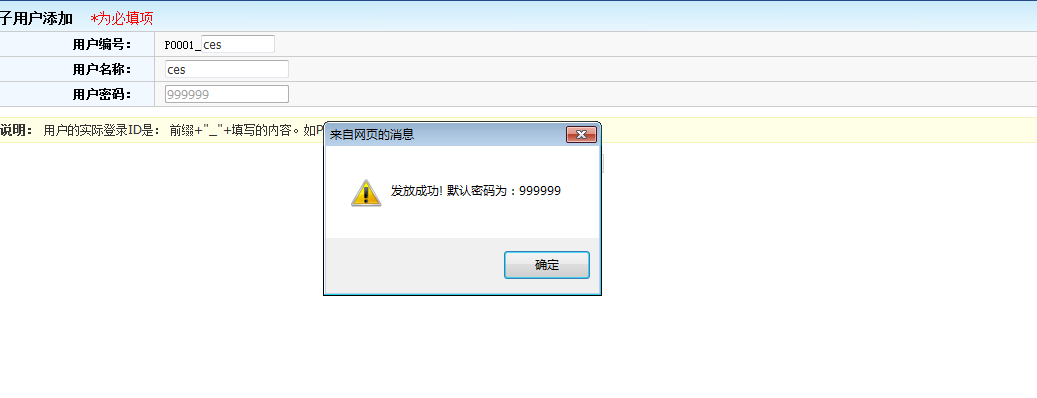 子用户添加 *为必填项
用户编号： P0001_ces
用户名称： ces
用户密码： 999999
说明： 用户的实际登录ID是： 前缀+"_"+填写的内容。如P
来自网页的消息
发放成功! 默认密码为：999999
确定